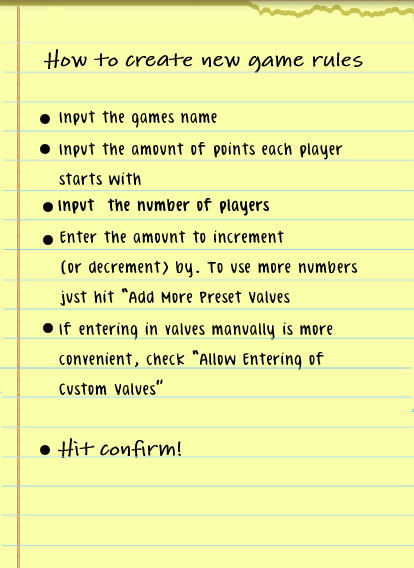 How to create new game rules
● Input the games name
● Input the amount of points each player
starts with
● Input the number of players
● Enter the amount to increment
(or decrement) by. To use more numbers
just hit "Add More Preset Values
● If entering in values manually is more
convenient, check "Allow Entering of
Custom Values"
● Hit confirm!